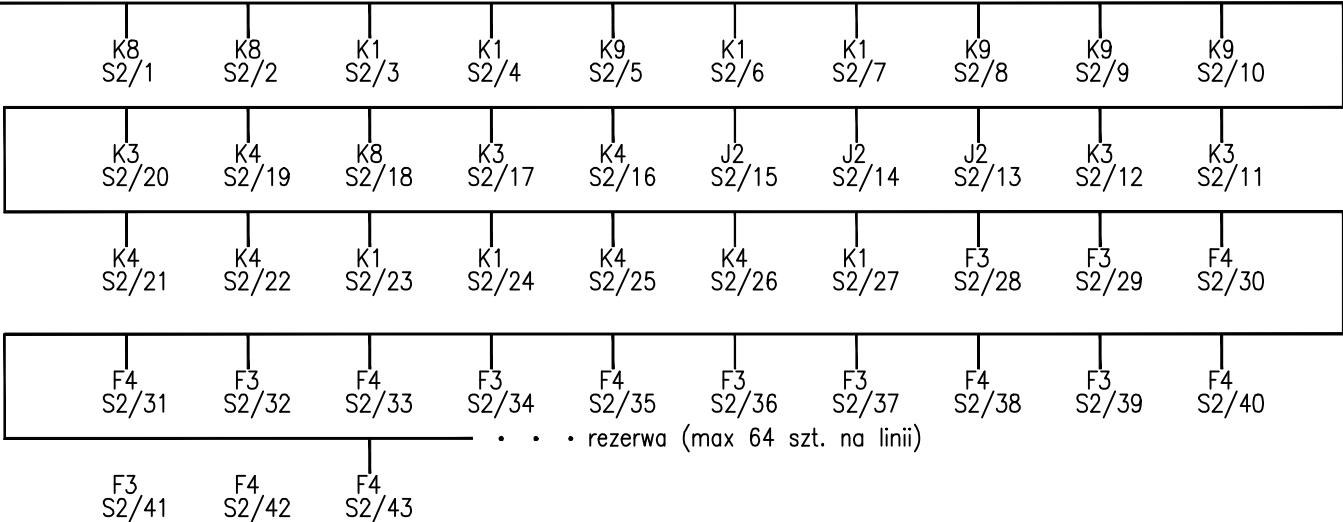 K8 K8 K1 K1 K9 K1 K1 K9 K9 K9
S2/1 S2/2 S2/3 S2/4 S2/5 S2/6 S2/7 S2/8 S2/9 S2/10
K3 K4 K8 K3 K4 J2 J2 J2 K3 K3
S2/20 S2/19 S2/18 S2/17 S2/16 S2/15 S2/14 S2/13 S2/12 S2/11
K4 K4 K1 K1 K4 K4 K1 F3 F3 F4
S2/21 S2/22 S2/23 S2/24 S2/25 S2/26 S2/27 S2/28 S2/29 S2/30
F4 F3 F4 F3 F4 F3 F3 F4 F3 F4
S2/31 S2/32 S2/33 S2/34 S2/35 S2/36 S2/37 S2/38 S2/39 S2/40
rezerwa (max 64 szt. na linii)
F3 F4 F4
S2/41 S2/42 S2/43